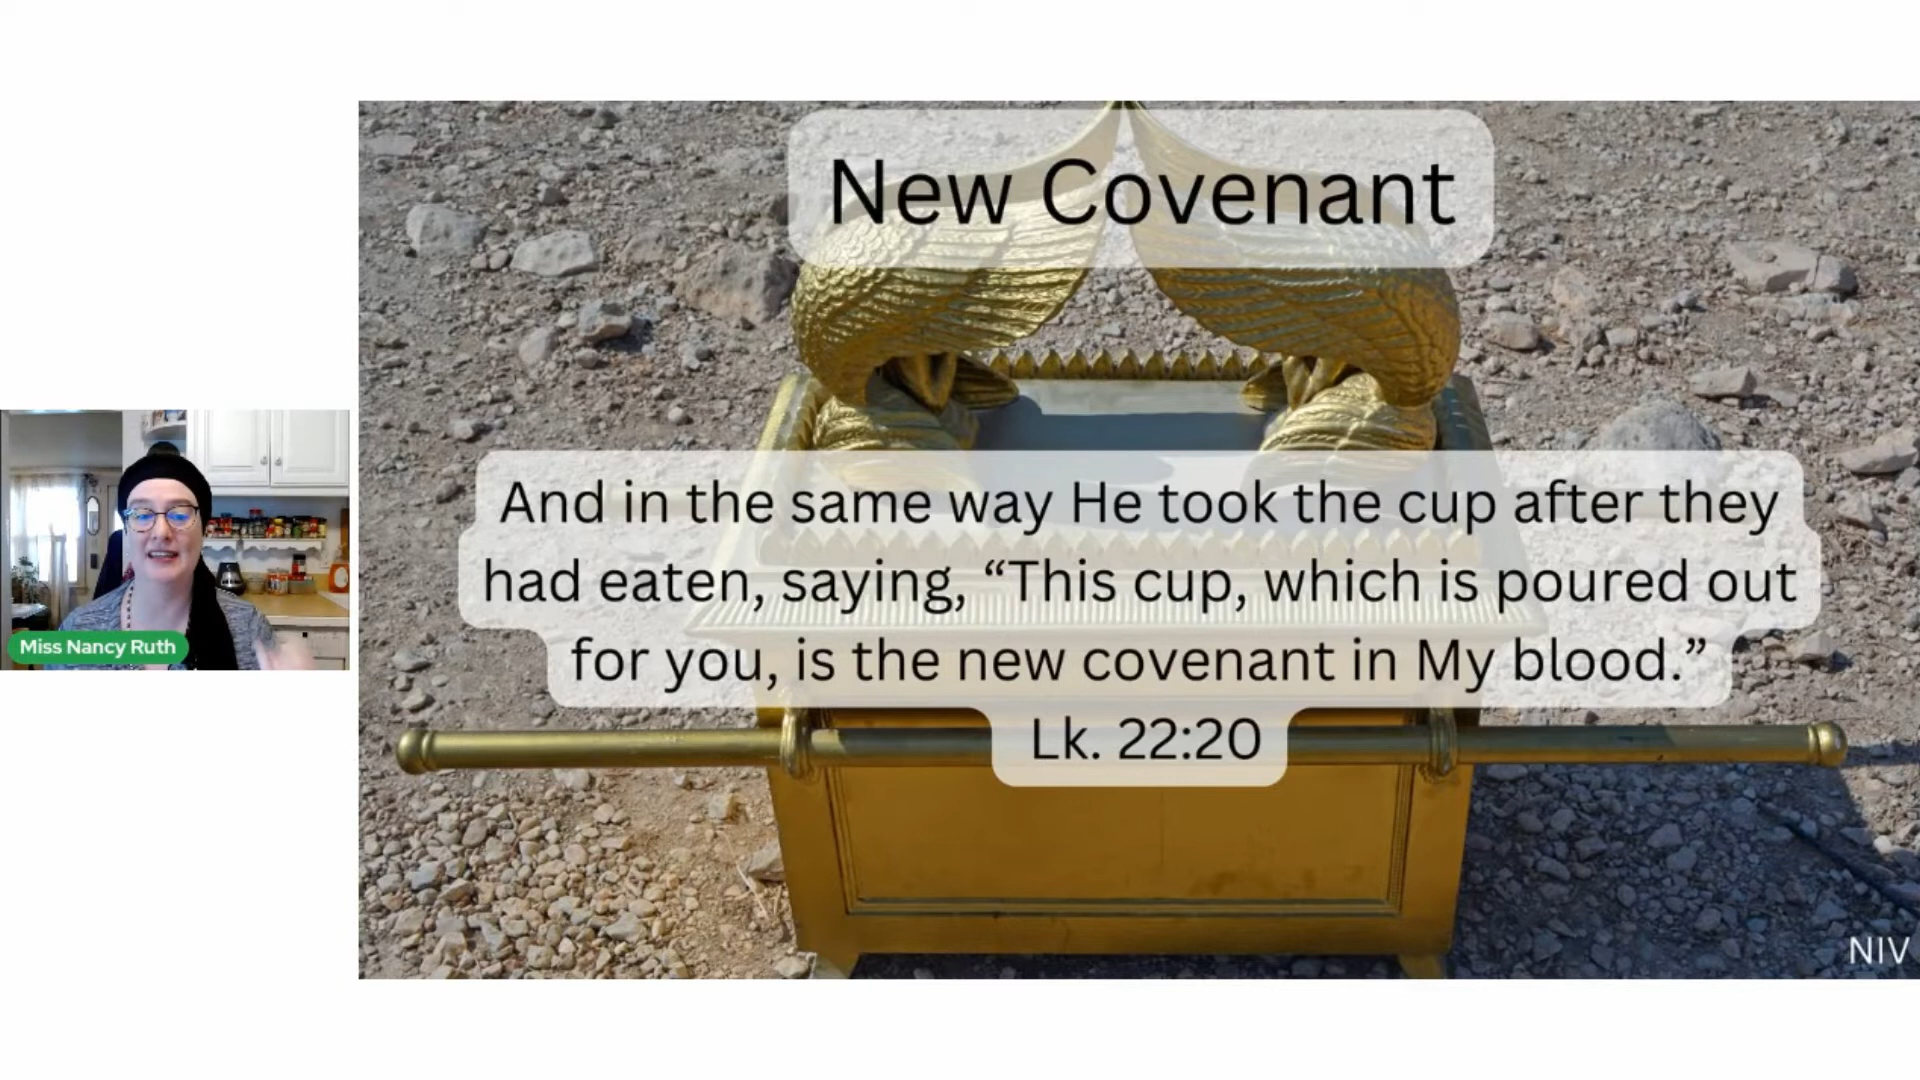 New Covenant
And in the same way He took the cup after they
had eaten, saying, “This cup, which is poured out
for you, is the new covenant in My blood.”
Lk. 22:20
Miss Nancy Ruth
NIV